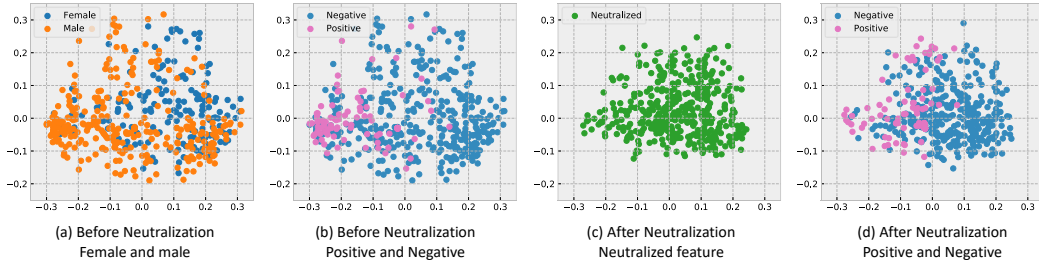 Female
Male
0.3
0.2
0.1
0.0
−0.1
−0.2
−0.3 −0.2 −0.1 0.0 0.1 0.2 0.3
(a) Before Neutralization
Female and male
Negative
Positive
0.3
0.2
0.1
0.0
−0.1
−0.2
−0.3 −0.2 −0.1 0.0 0.1 0.2 0.3
(b) Before Neutralization
Positive and Negative
Neutralized
0.3
0.2
0.1
0.0
−0.1
−0.2
−0.3 −0.2 −0.1 0.0 0.1 0.2 0.3
(c) After Neutralization
Neutralized feature
Negative
Positive
0.3
0.2
0.1
0.0
−0.1
−0.2
−0.3 −0.2 −0.1 0.0 0.1 0.2 0.3
(d) After Neutralization
Positive and Negative